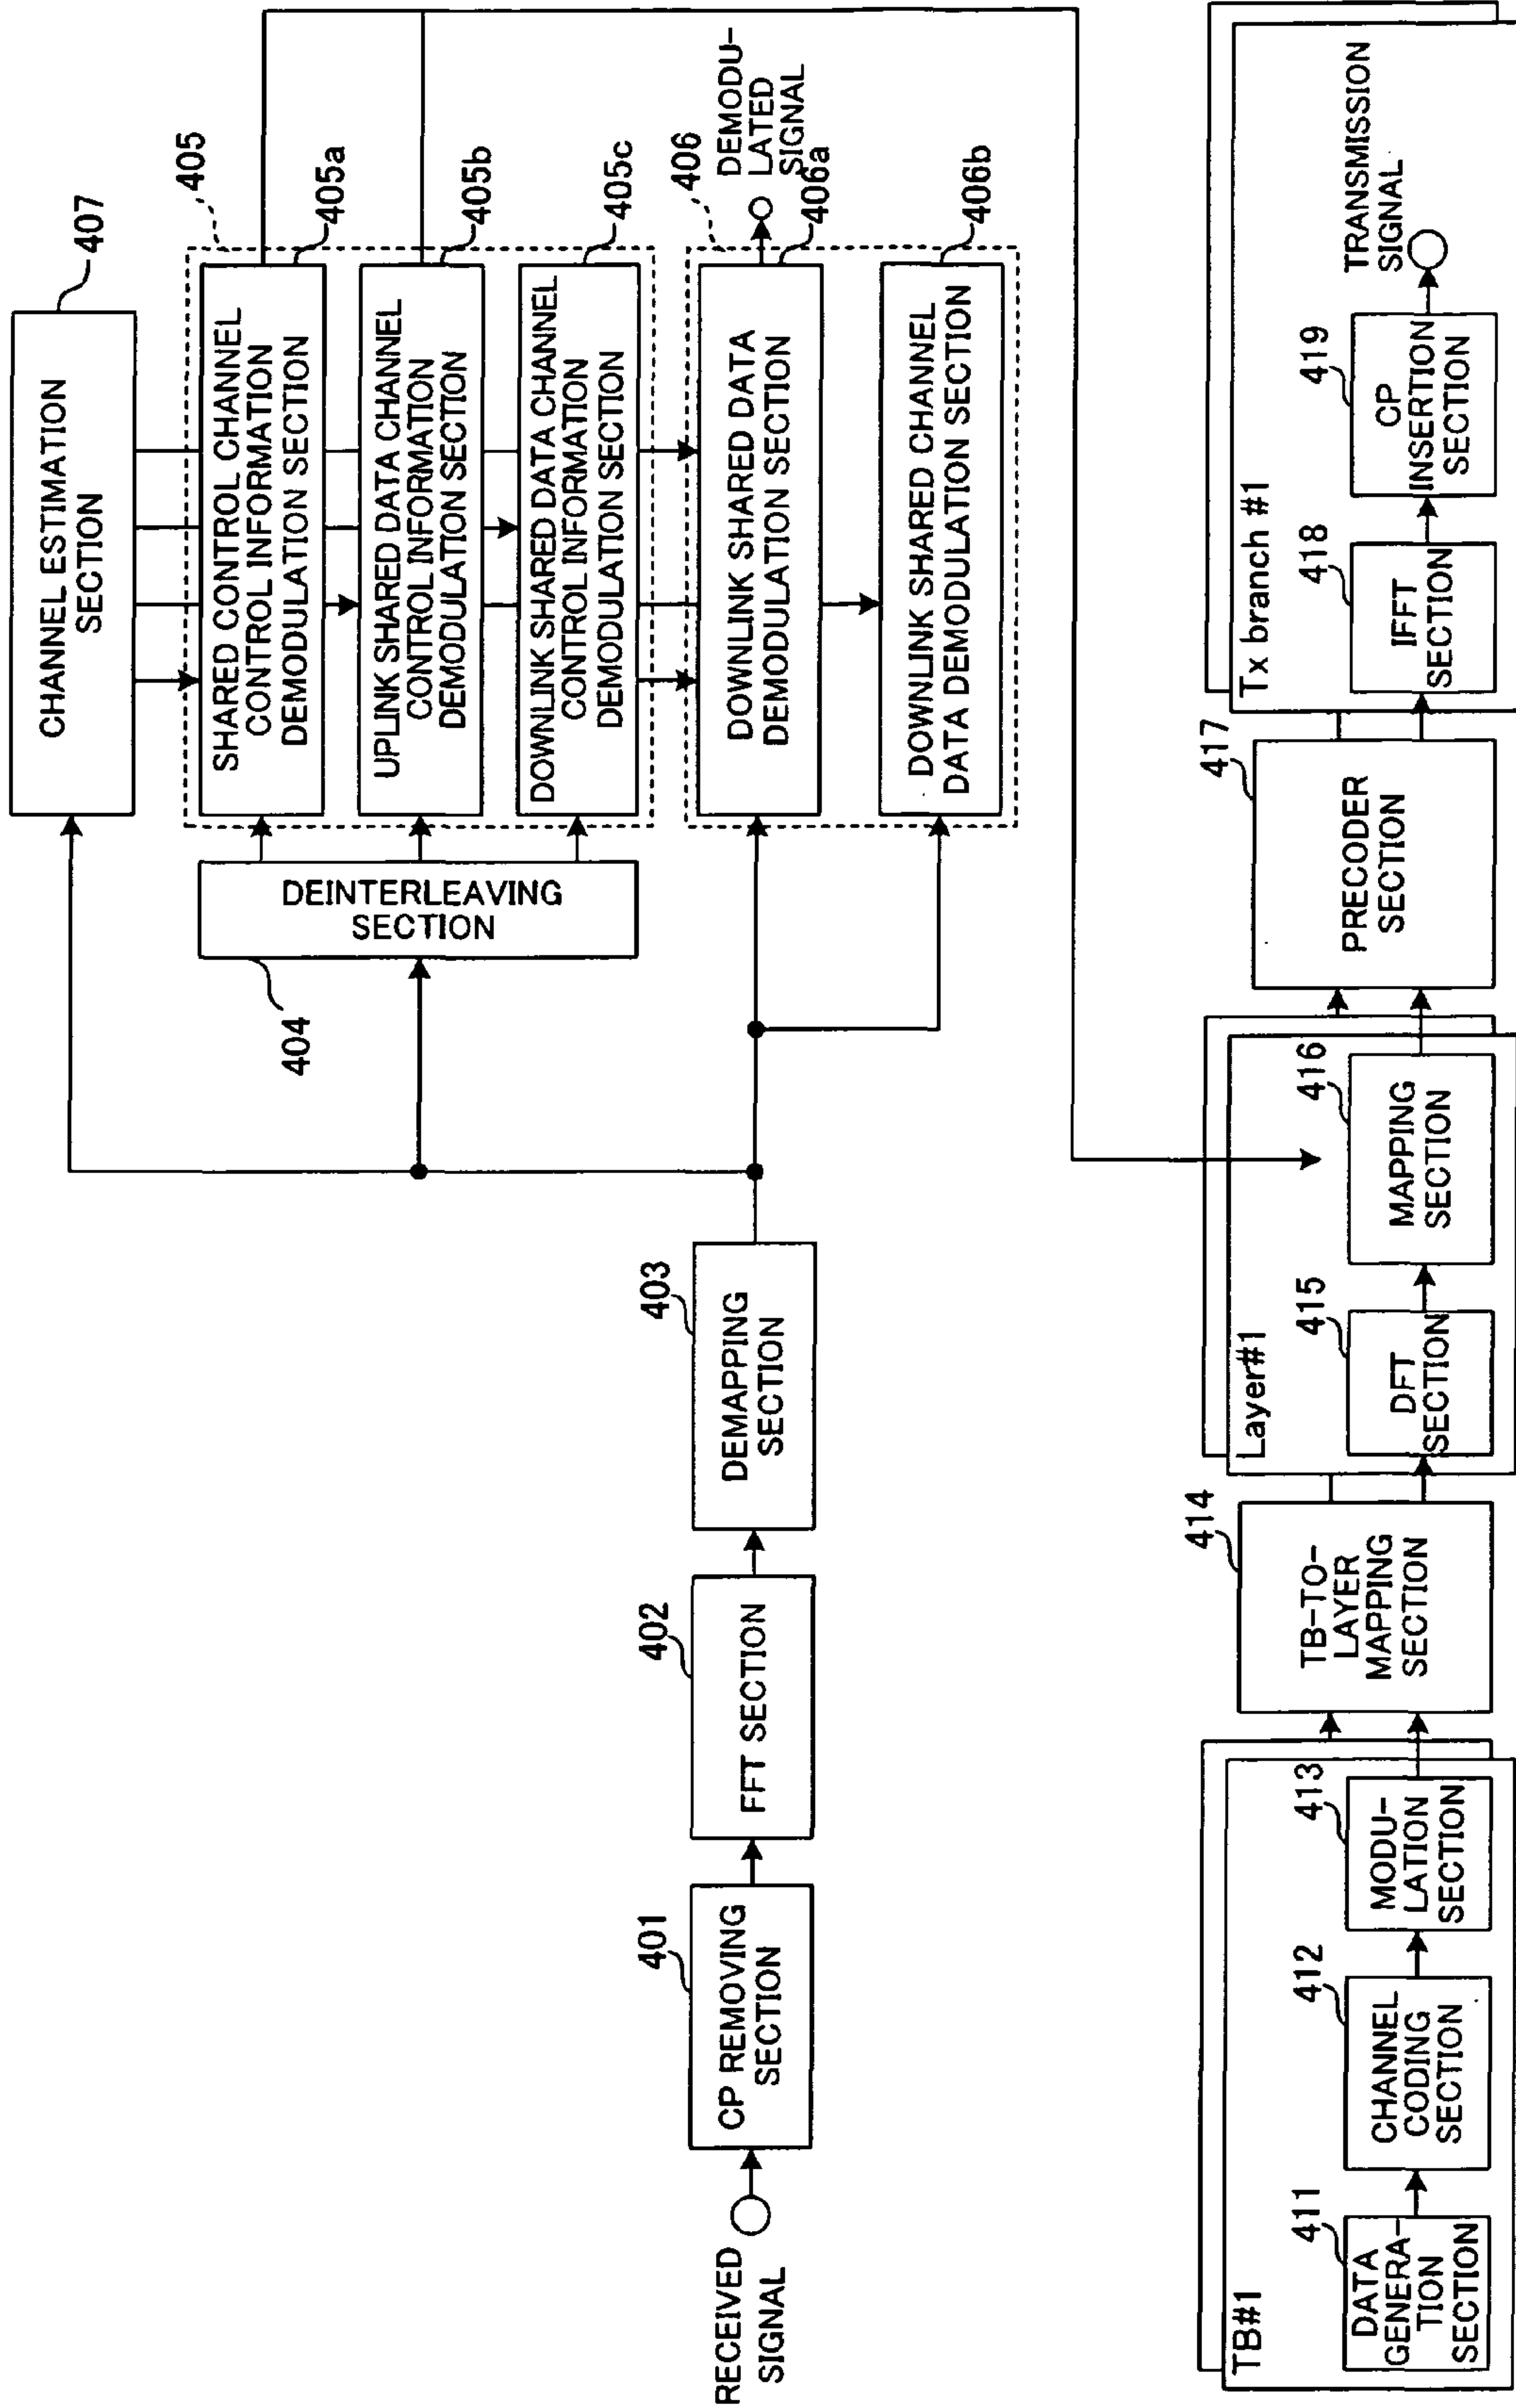 RECEIVED
SIGNAL
401
CP REMOVING
SECTION
402
FFT SECTION
403
DEMAPPING
SECTION
404
DEINTERLEAVING
SECTION
407
CHANNEL ESTIMATION
SECTION
405
405a
SHARED CONTROL CHANNEL
CONTROL INFORMATION
DEMODULATION SECTION
405b
UPLINK SHARED DATA CHANNEL
CONTROL INFORMATION
DEMODULATION SECTION
405c
DOWNLINK SHARED DATA CHANNEL
CONTROL INFORMATION
DEMODULATION SECTION
406
DEMODU-
LATED
SIGNAL
406a
DOWNLINK SHARED DATA
DEMODULATION SECTION
406b
DOWNLINK SHARED CHANNEL
DATA DEMODULATION SECTION
TB#1
411
DATA
GENERA-
TION
SECTION
412
CHANNEL
CODING
SECTION
413
MODU-
LATION
SECTION
414
TB-TO-
LAYER
MAPPING
SECTION
Layer#1
415
DFT
SECTION
416
MAPPING
SECTION
417
PRECODER
SECTION
Tx branch #1
418
IFFT
SECTION
419
CP
INSERTION
SECTION
TRANSMISSION
SIGNAL